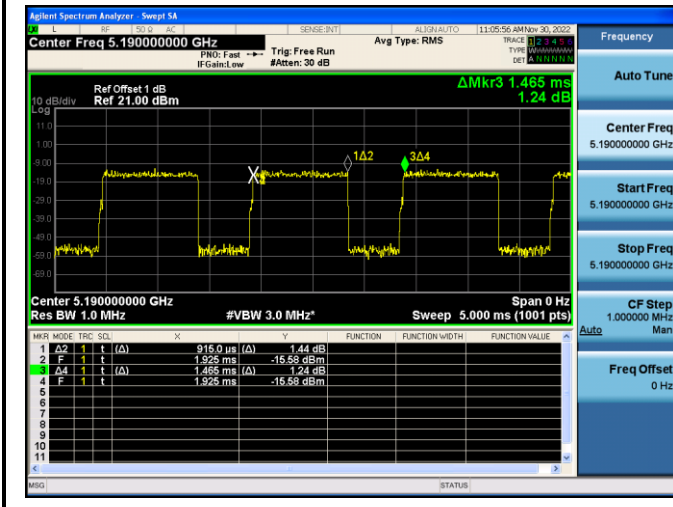 Agilent Spectrum Analyzer - Swept SA
L RF 50 Ω AC SENSE:INT ALIGNAUTO 11:05:56 AM Nov 30, 2022
Center Freq 5.190000000 GHz Avg Type: RMS TRACE 1 2 3 4 5 6
PNO: Fast Trig: Free Run TYPE
IFGain:Low #Atten: 30 dB DET A N N N N N
Ref Offset 1 dB ΔMkr3 1.465 ms
10 dB/div Ref 21.00 dBm 1.24 dB
Log
11.0
1.00
-9.00
1Δ2
3Δ4
X
-19.0
-29.0
-39.0
-49.0
-59.0
-69.0
Center 5.190000000 GHz Span 0 Hz
Res BW 1.0 MHz #VBW 3.0 MHz* Sweep 5.000 ms (1001 pts)
MKR MODE TRC SCL X Y FUNCTION FUNCTION WIDTH FUNCTION VALUE
1 Δ2 1 t (Δ) 915.0 µs (Δ) 1.44 dB
2 F 1 t 1.925 ms -15.58 dBm
3 Δ4 1 t (Δ) 1.465 ms (Δ) 1.24 dB
4 F 1 t 1.925 ms -15.58 dBm
5
6
7
8
9
10
11
MSG STATUS
Frequency
Auto Tune
Center Freq
5.190000000 GHz
Start Freq
5.190000000 GHz
Stop Freq
5.190000000 GHz
CF Step
1.000000 MHz
Auto Man
Freq Offset
0 Hz